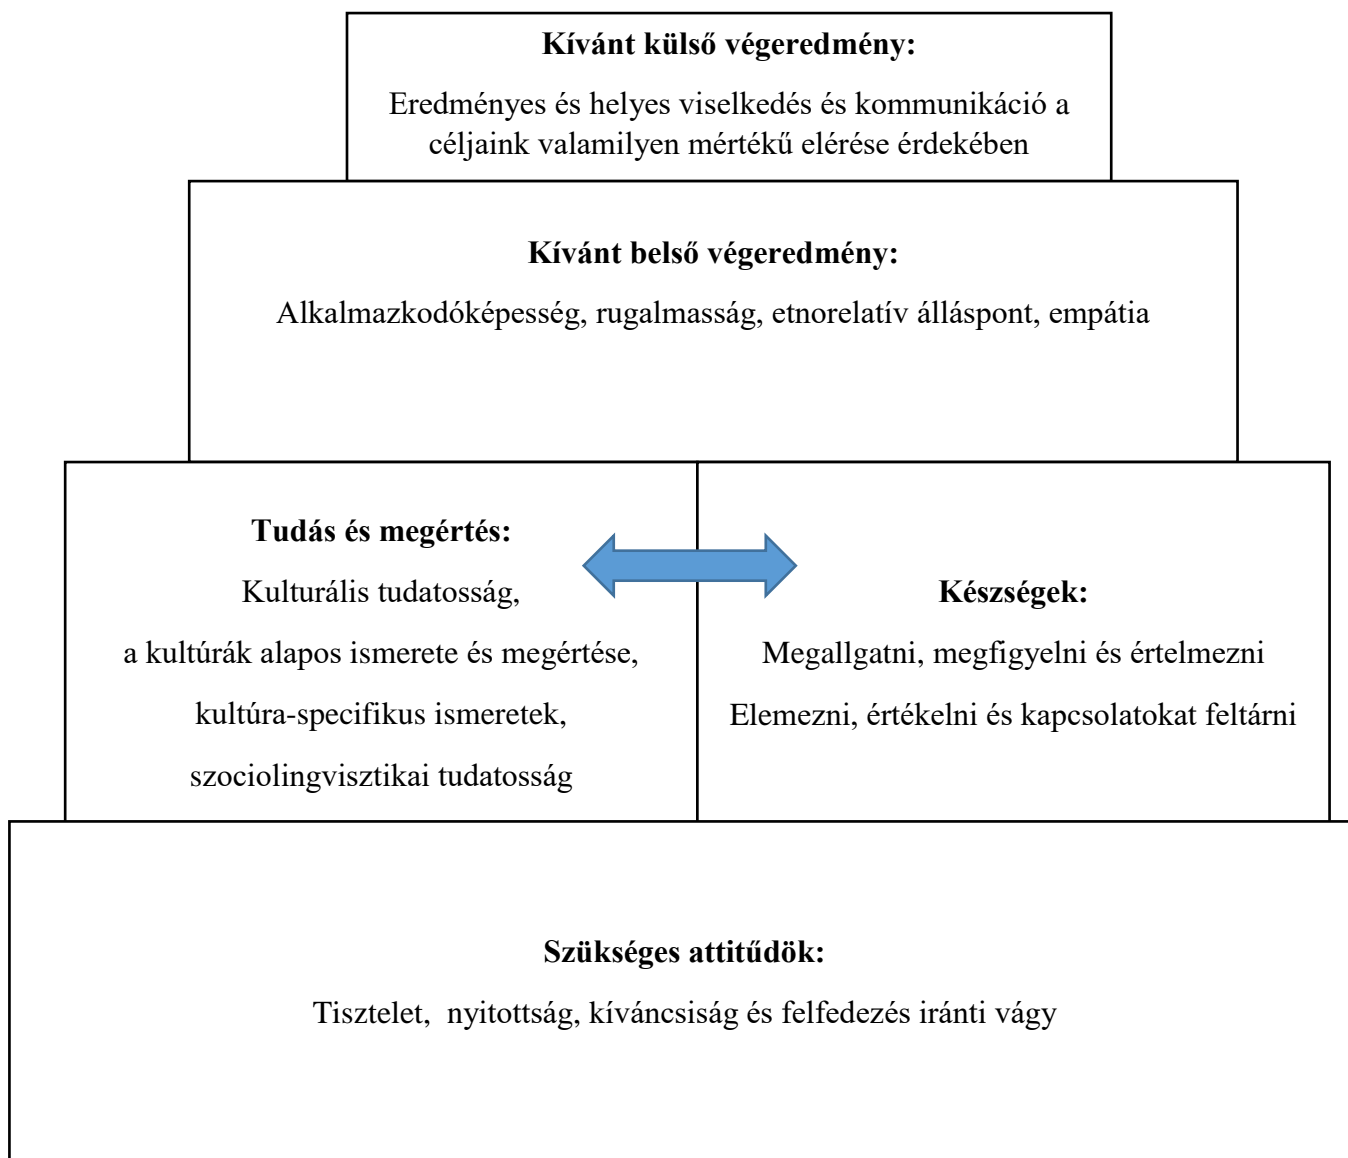 Kívánt külső végeredmény:
Eredményes és helyes viselkedés és kommunikáció a
céljaink valamilyen mértékű elérése érdekében
Kívánt belső végeredmény:
Alkalmazkodóképesség, rugalmasság, etnorelatív álláspont, empátia
Tudás és megértés:
Kulturális tudatosság,
a kultúrák alapos ismerete és megértése,
kultúra-specifikus ismeretek,
szociolingvisztikai tudatosság
Készségek:
Megallgatni, megfigyelni és értelmezni
Elemezni, értékelni és kapcsolatokat feltárni
Szükséges attitűdök:
Tisztelet, nyitottság, kíváncsiság és felfedezés iránti vágy